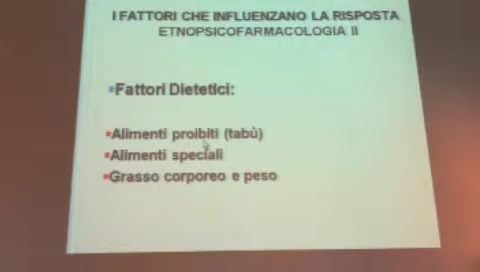 I FATTORI CHE INFLUENZANO LA RISPOSTA
ETNOPSICOFARMACOLOGIA II
▪Fattori Dietetici:
▪Alimenti proibiti (tabù)
▪Alimenti speciali
▪Grasso corporeo e peso